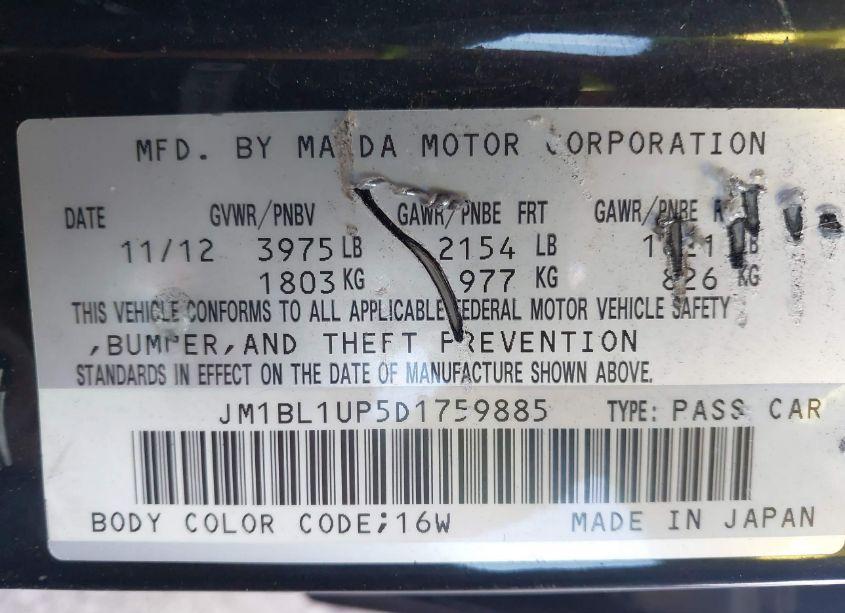 MFD. BY MAZDA MOTOR CORPORATION
DATE GVWR/PNBV GAWR/PNBE FRT GAWR/PNBE
11/12 3975 LB 2154 LB LB
1803 KG 977 KG 826 KG
THIS VEHICLE CONFORMS TO ALL APPLICABLE FEDERAL MOTOR VEHICLE SAFETY
,BUMPER,AND THEFT PREVENTION
STANDARDS IN EFFECT ON THE DATE OF MANUFACTURE SHOWN ABOVE.
JM1BL1UP5D1759885 TYPE: PASS CAR
BODY COLOR CODE;16W MADE IN JAPAN